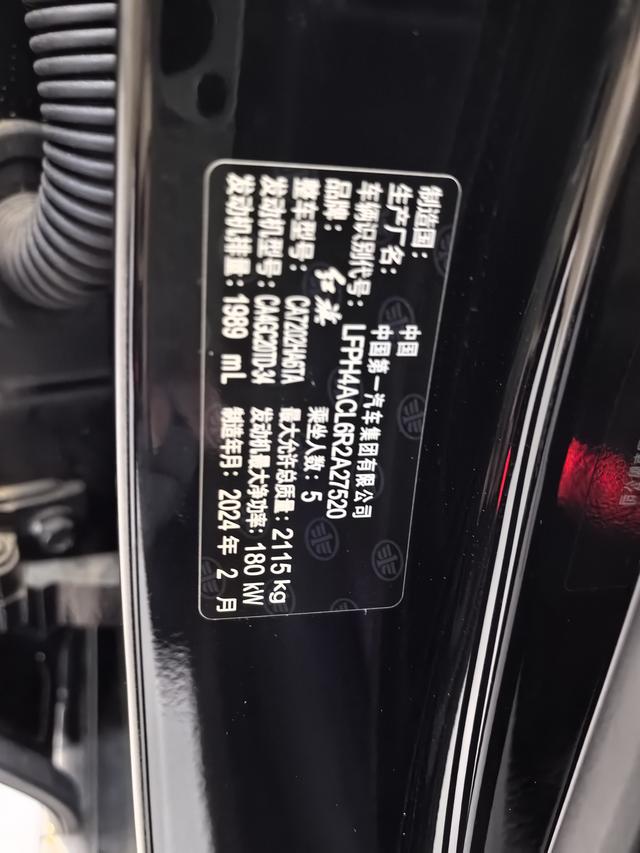 制造国: 中国
生产厂名: 中国第一汽车集团有限公司
车辆识别代号: LFPH4ACL6R2A27520
品牌: 红旗 乘坐人数: 5
整车型号: CA7202HA6TA 最大允许总质量: 2115 kg
发动机型号: CA4GC20TD-34 发动机最大净功率: 180 kW
发动机排量: 1989 mL 制造年月: 2024 年 2 月